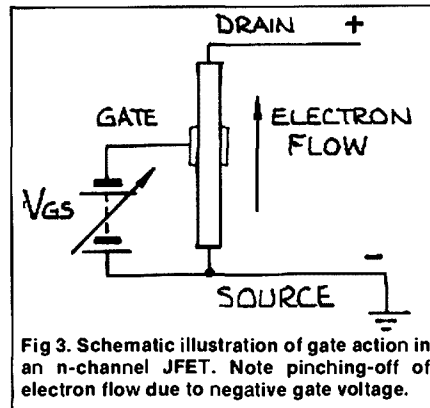 DRAIN +
GATE
ELECTRON
FLOW
VGS
-
SOURCE
Fig 3. Schematic illustration of gate action in
an n-channel JFET. Note pinching-off of
electron flow due to negative gate voltage.